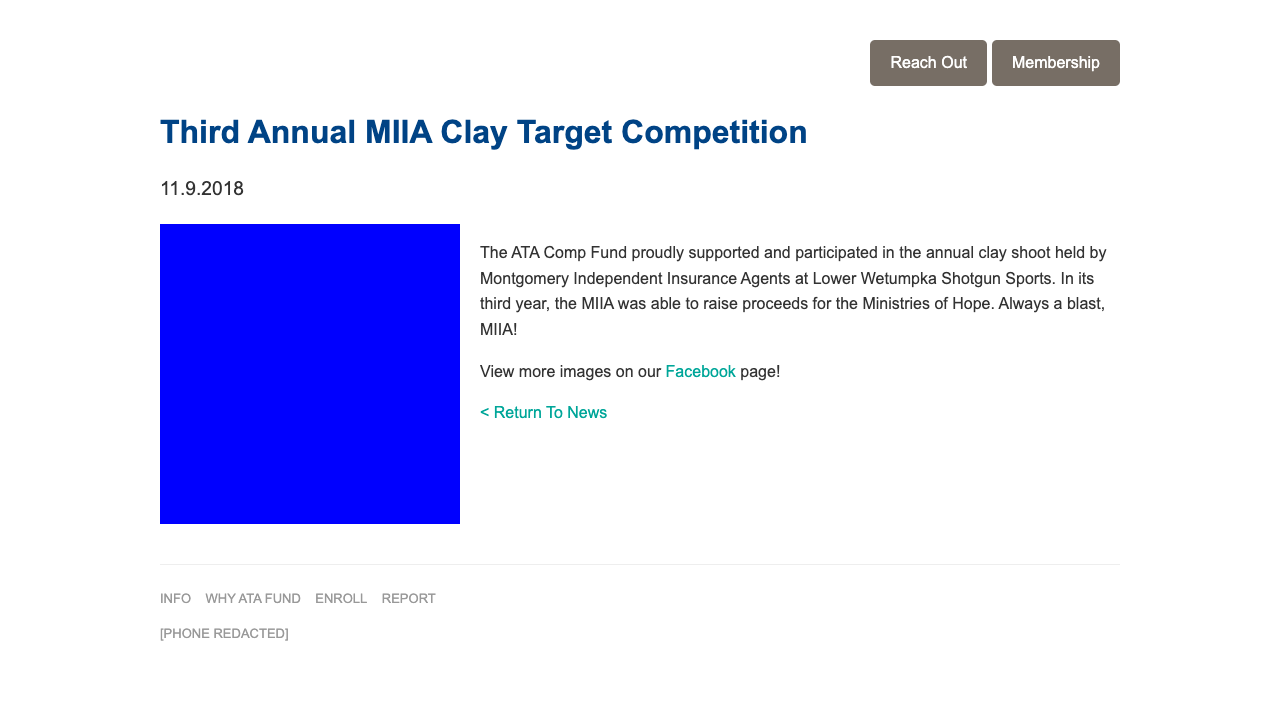 Reach Out Membership
Third Annual MIIA Clay Target Competition
11.9.2018
The ATA Comp Fund proudly supported and participated in the annual clay shoot held by
Montgomery Independent Insurance Agents at Lower Wetumpka Shotgun Sports. In its
third year, the MIIA was able to raise proceeds for the Ministries of Hope. Always a blast,
MIIA!
View more images on our Facebook page!
< Return To News
INFO WHY ATA FUND ENROLL REPORT
[PHONE REDACTED]